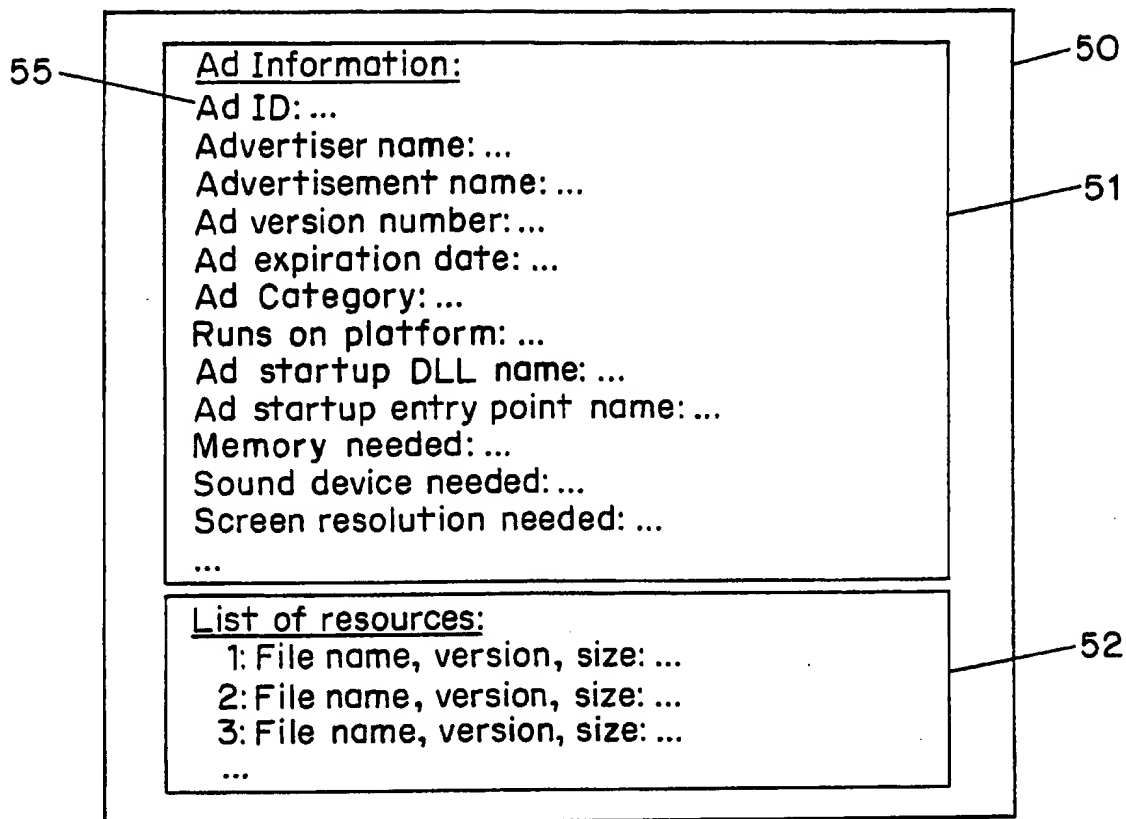 Ad Information:
Ad ID: ...
Advertiser name: ...
Advertisement name: ...
Ad version number: ...
Ad expiration date: ...
Ad Category: ...
Runs on platform: ...
Ad startup DLL name: ...
Ad startup entry point name: ...
Memory needed: ...
Sound device needed: ...
Screen resolution needed: ...
...
List of resources:
1: File name, version, size: ...
2: File name, version, size: ...
3: File name, version, size: ...
...
55
50
51
52